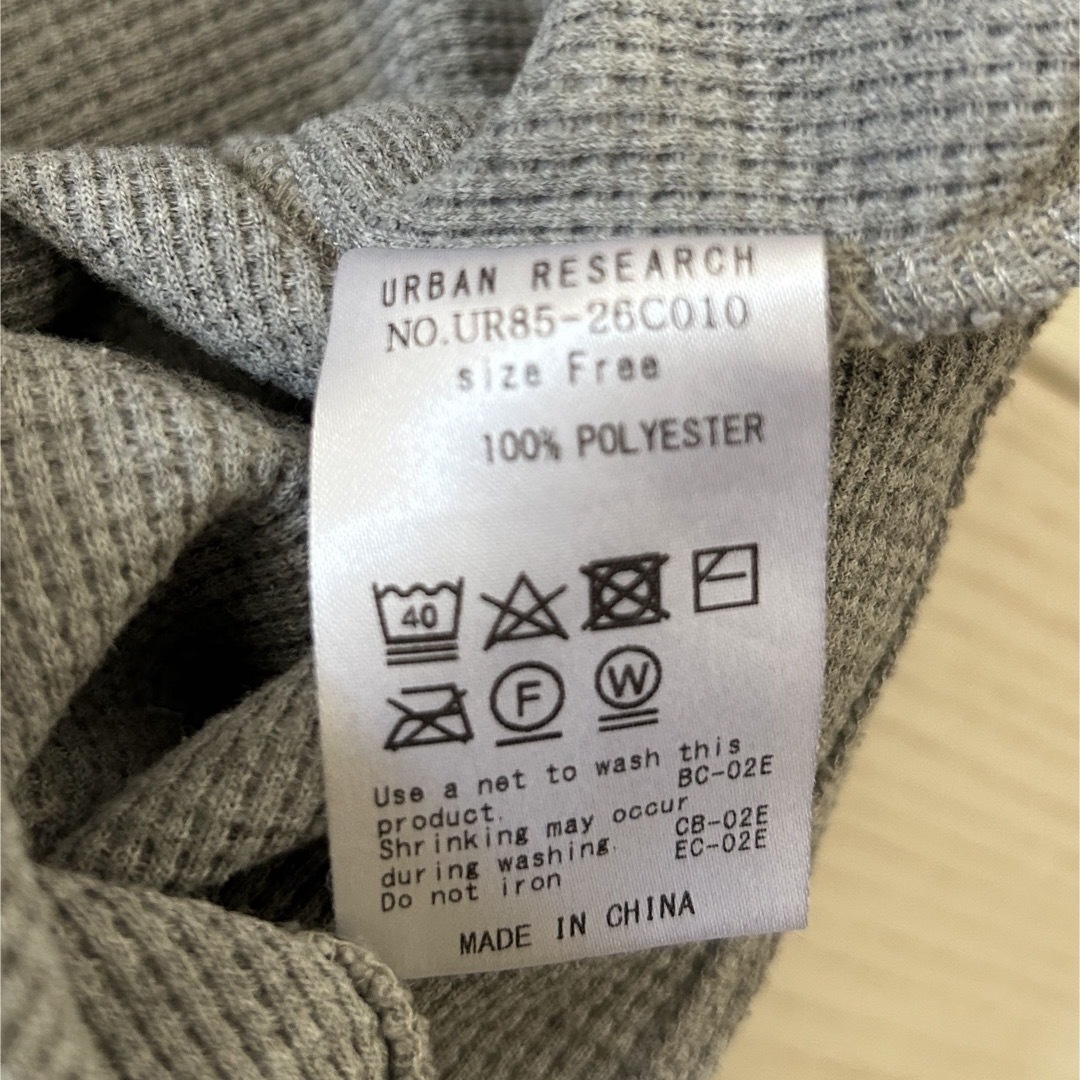 URBAN RESEARCH
NO.UR85-26C010
size Free
100% POLYESTER
40
F W
Use a net to wash this
product. BC-02E
Shrinking may occur
during washing. CB-02E
Do not iron EC-02E
MADE IN CHINA